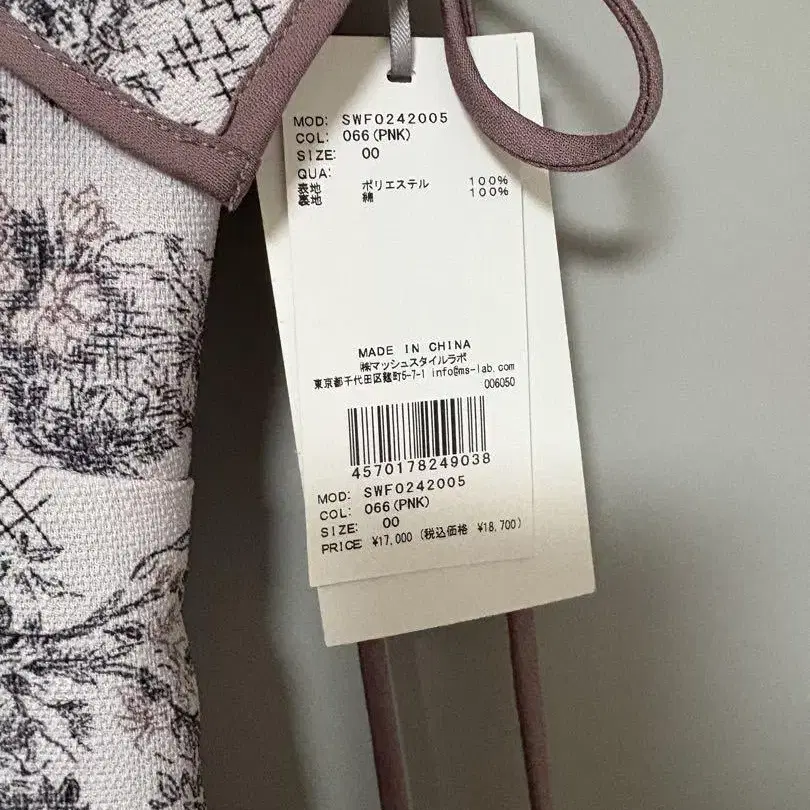 MOD: SWF0242005
COL: 066(PNK)
SIZE: 00
QUA:
表地 ポリエステル 100%
裏地 綿 100%
MADE IN CHINA
㈱マッシュスタイルラボ
東京都千代田区麹町5-7-1 info@ms-lab.com
006050
4570178249038
MOD: SWF0242005
COL: 066(PNK)
SIZE: 00
PRICE ¥17,000 (税込価格 ¥18,700)